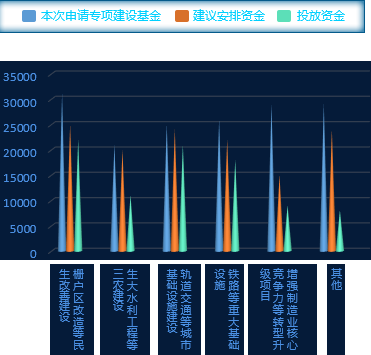 本次申请专项建设基金 建议安排资金 投放资金
35000
30000
25000
20000
15000
10000
5000
0
棚户区改造等民
生改善建设
生大水利工程等
三农建设
轨道交通等城市
基础设施建设
铁路等重大基础
设施
增强制造业核心
竞争力等转型升
级项目
其他